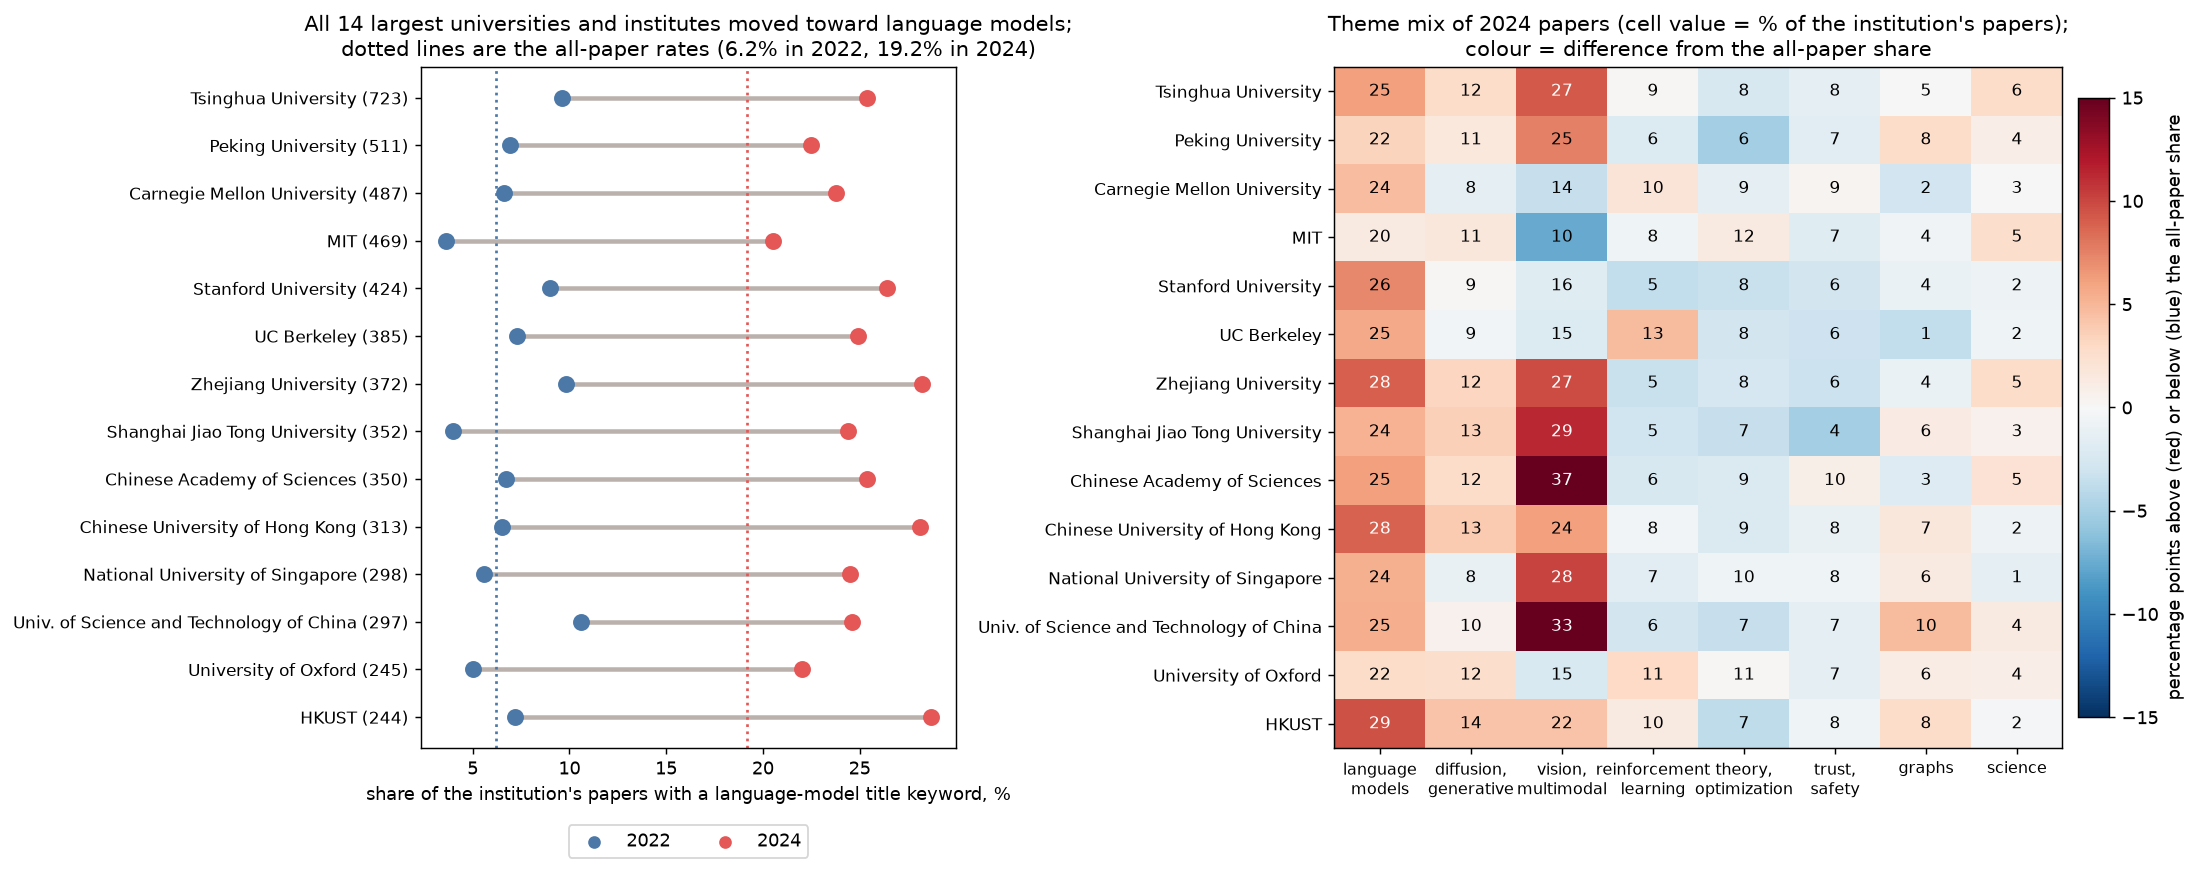 All 14 largest universities and institutes moved toward language models;
dotted lines are the all-paper rates (6.2% in 2022, 19.2% in 2024)
Tsinghua University (723)
Peking University (511)
Carnegie Mellon University (487)
MIT (469)
Stanford University (424)
UC Berkeley (385)
Zhejiang University (372)
Shanghai Jiao Tong University (352)
Chinese Academy of Sciences (350)
Chinese University of Hong Kong (313)
National University of Singapore (298)
Univ. of Science and Technology of China (297)
University of Oxford (245)
HKUST (244)
5 10 15 20 25
share of the institution's papers with a language-model title keyword, %
2022 2024
Theme mix of 2024 papers (cell value = % of the institution's papers);
colour = difference from the all-paper share
Tsinghua University 25 12 27 9 8 8 5 6
Peking University 22 11 25 6 6 7 8 4
Carnegie Mellon University 24 8 14 10 9 9 2 3
MIT 20 11 10 8 12 7 4 5
Stanford University 26 9 16 5 8 6 4 2
UC Berkeley 25 9 15 13 8 6 1 2
Zhejiang University 28 12 27 5 8 6 4 5
Shanghai Jiao Tong University 24 13 29 5 7 4 6 3
Chinese Academy of Sciences 25 12 37 6 9 10 3 5
Chinese University of Hong Kong 28 13 24 8 9 8 7 2
National University of Singapore 24 8 28 7 10 8 6 1
Univ. of Science and Technology of China 25 10 33 6 7 7 10 4
University of Oxford 22 12 15 11 11 7 6 4
HKUST 29 14 22 10 7 8 8 2
language diffusion, vision, reinforcement theory, trust, graphs science
models generative multimodal learning optimization safety
15
10
5
0
−5
−10
−15
percentage points above (red) or below (blue) the all-paper share